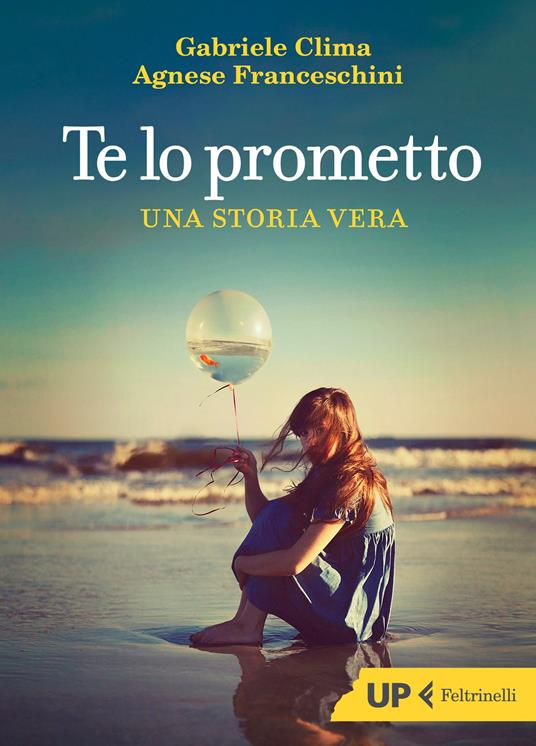 Gabriele Clima
Agnese Franceschini
Te lo prometto
UNA STORIA VERA
UP Feltrinelli